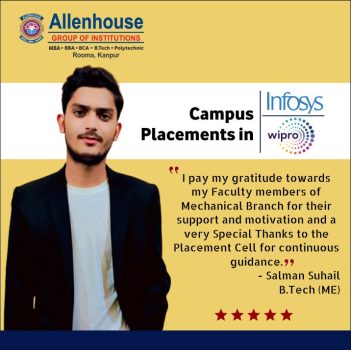 Allenhouse
GROUP OF INSTITUTIONS
MBA • BBA • BCA • B.Tech • Polytechnic
Rooma, Kanpur
Campus
Placements in
Infosys
wipro
"I pay my gratitude towards
my Faculty members of
Mechanical Branch for their
support and motivation and a
very Special Thanks to the
Placement Cell for continuous
guidance."
- Salman Suhail
B.Tech (ME)